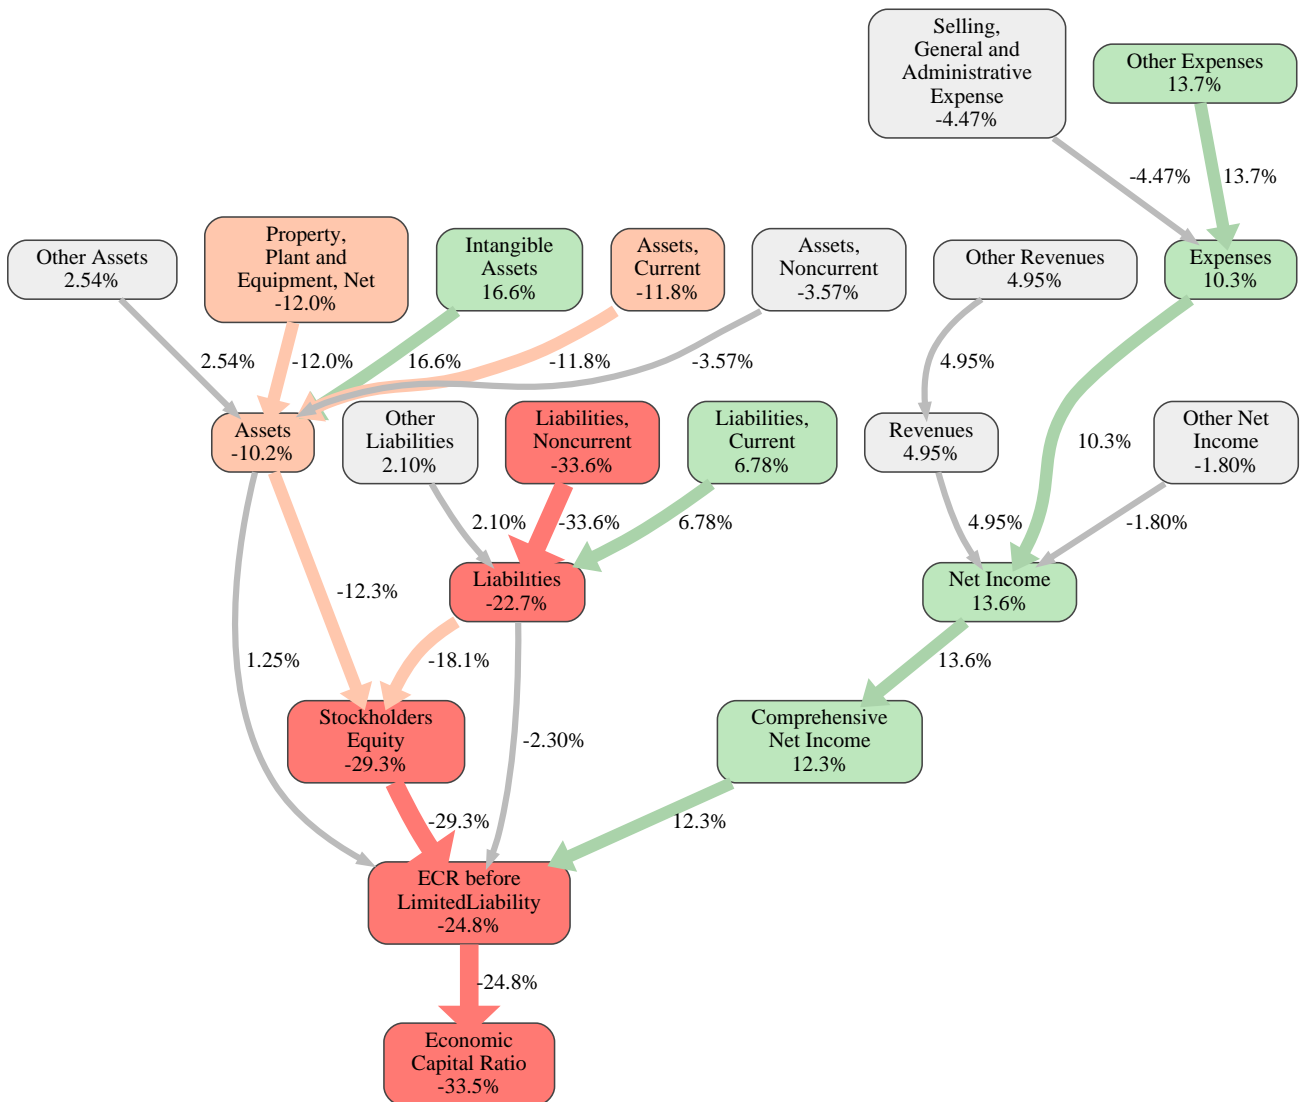 Selling,
General and
Administrative
Expense
-4.47%
Other Expenses
13.7%
-4.47%
13.7%
Other Assets
2.54%
Property,
Plant and
Equipment, Net
-12.0%
Intangible
Assets
16.6%
Assets,
Current
-11.8%
Assets,
Noncurrent
-3.57%
Other Revenues
4.95%
Expenses
10.3%
2.54%
-12.0%
16.6%
-11.8%
-3.57%
4.95%
10.3%
Assets
-10.2%
Other
Liabilities
2.10%
Liabilities,
Noncurrent
-33.6%
Liabilities,
Current
6.78%
Revenues
4.95%
Other Net
Income
-1.80%
2.10%
-33.6%
6.78%
4.95%
-1.80%
Liabilities
-22.7%
Net Income
13.6%
-12.3%
1.25%
-18.1%
13.6%
Stockholders
Equity
-29.3%
-2.30%
Comprehensive
Net Income
12.3%
-29.3%
12.3%
ECR before
LimitedLiability
-24.8%
-24.8%
Economic
Capital Ratio
-33.5%